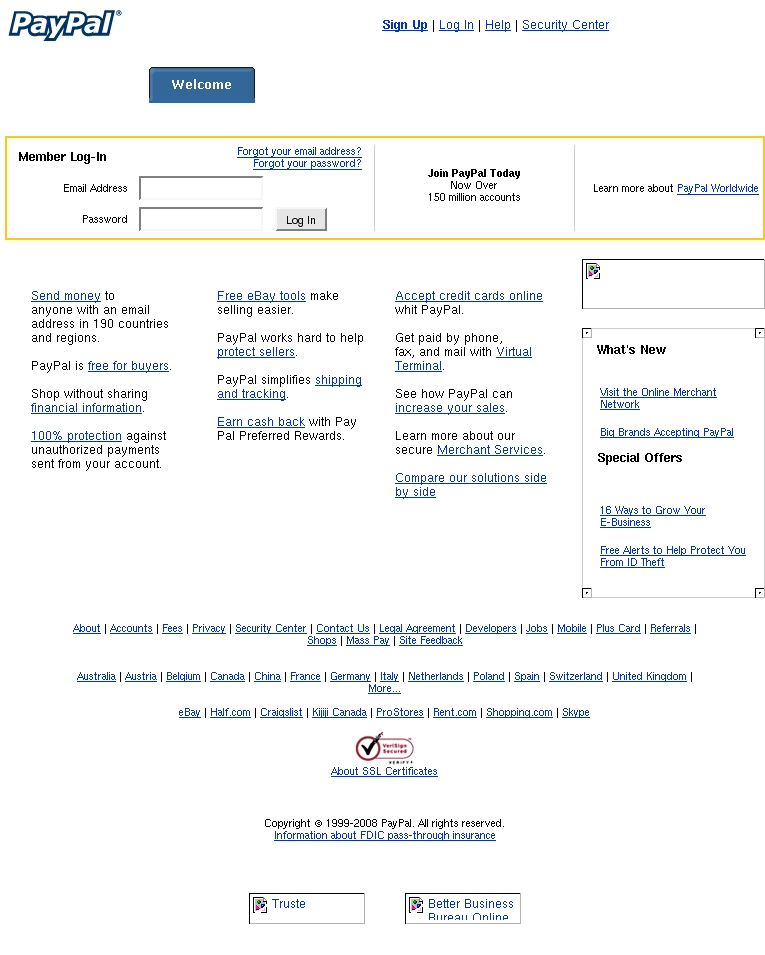 PayPal®
Sign Up | Log In | Help | Security Center
Welcome
Member Log-In
Forgot your email address?
Forgot your password?
Email Address
Password
Log In
Join PayPal Today
Now Over
150 million accounts
Learn more about PayPal Worldwide
Send money to
anyone with an email
address in 190 countries
and regions.
PayPal is free for buyers.
Shop without sharing
financial information.
100% protection against
unauthorized payments
sent from your account.
Free eBay tools make
selling easier.
PayPal works hard to help
protect sellers.
PayPal simplifies shipping
and tracking.
Earn cash back with Pay
Pal Preferred Rewards.
Accept credit cards online
whit PayPal.
Get paid by phone,
fax, and mail with Virtual
Terminal.
See how PayPal can
increase your sales.
Learn more about our
secure Merchant Services.
Compare our solutions side
by side
What's New
Visit the Online Merchant
Network
Big Brands Accepting PayPal
Special Offers
16 Ways to Grow Your
E-Business
Free Alerts to Help Protect You
From ID Theft
About | Accounts | Fees | Privacy | Security Center | Contact Us | Legal Agreement | Developers | Jobs | Mobile | Plus Card | Referrals |
Shops | Mass Pay | Site Feedback
Australia | Austria | Belgium | Canada | China | France | Germany | Italy | Netherlands | Poland | Spain | Switzerland | United Kingdom |
More...
eBay | Half.com | Craigslist | Kijiji Canada | ProStores | Rent.com | Shopping.com | Skype
VeriSign
Secured
VERIFY
About SSL Certificates
Copyright © 1999-2008 PayPal. All rights reserved.
Information about FDIC pass-through insurance
Truste
Better Business
Bureau Online